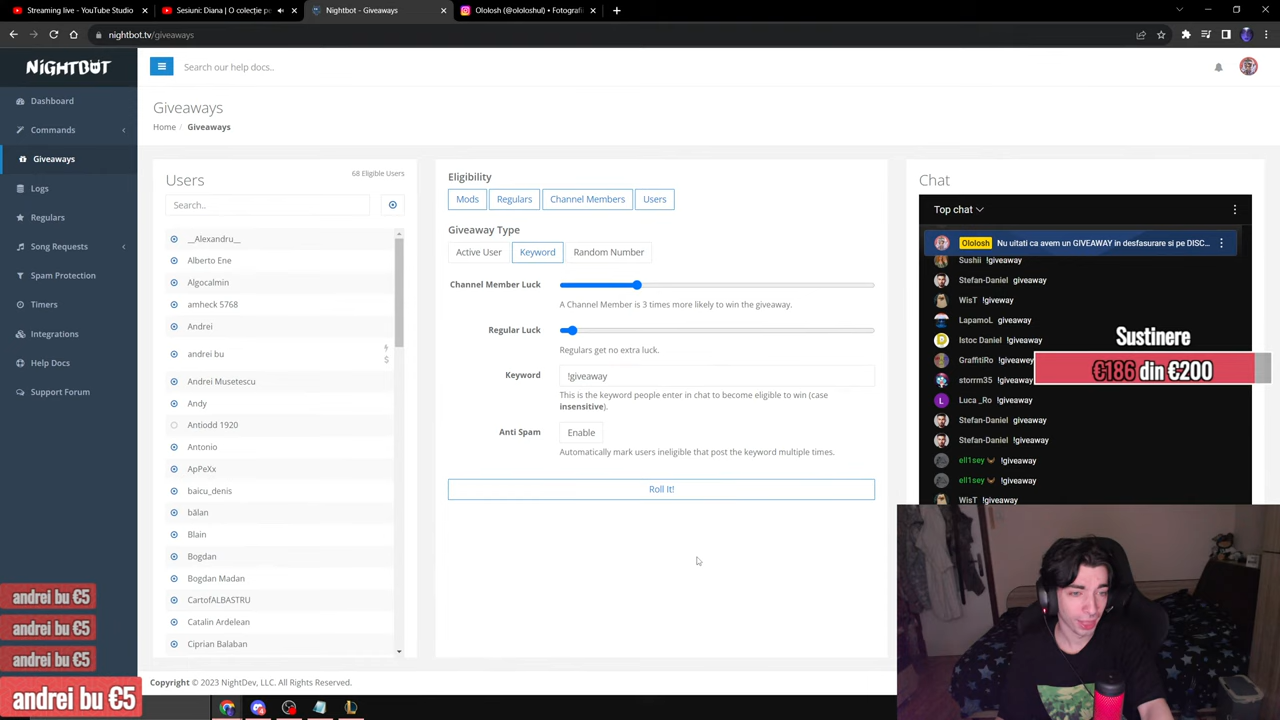 Streaming live - YouTube Studio
Sesiuni: Diana | O colecție pe
Nightbot - Giveaways
Ololosh (@ololoshul) • Fotografi
nightbot.tv/giveaways
NIGHTBOT
Search our help docs..
Dashboard
Commands
Giveaways
Logs
Regulars
Song Requests
Spam Protection
Timers
Integrations
Help Docs
Support Forum
Giveaways
Home / Giveaways
Users
68 Eligible Users
Search..
__Alexandru__
Alberto Ene
Algocalmin
amheck 5768
Andrei
andrei bu
Andrei Musetescu
Andy
Antiodd 1920
Antonio
ApPeXx
baicu_denis
bălan
Blain
Bogdan
Bogdan Madan
CartofALBASTRU
Catalin Ardelean
Ciprian Balaban
Eligibility
Mods
Regulars
Channel Members
Users
Giveaway Type
Active User
Keyword
Random Number
Channel Member Luck
A Channel Member is 3 times more likely to win the giveaway.
Regular Luck
Regulars get no extra luck.
Keyword
!giveaway
This is the keyword people enter in chat to become eligible to win (case
insensitive).
Anti Spam
Enable
Automatically mark users ineligible that post the keyword multiple times.
Roll It!
Chat
Top chat
Ololosh Nu uitati ca avem un GIVEAWAY in desfasurare si pe DISC...
Sushii !giveaway
Stefan-Daniel !giveaway
WisT !giveway
LapamoL giveaway
Istoc Daniel !giveaway
GraffitiRo !giveawey
storrm35 !giveaway
Luca _Ro !giveaway
Stefan-Daniel giveaway
Stefan-Daniel !giveaway
ell1sey !giveaway
ell1sey !giveaway
WisT !giveaway
Sustinere
€186 din €200
andrei bu €5
andrei bu €5
andrei bu €5
andrei bu €5
Copyright © 2023 NightDev, LLC. All Rights Reserved.